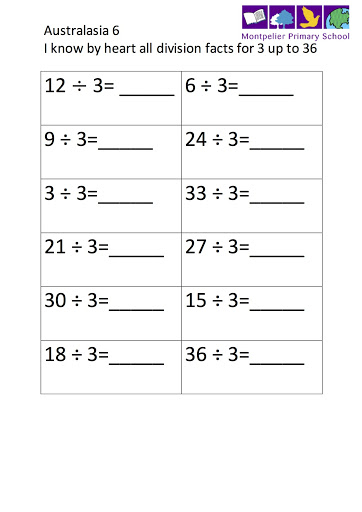 Australasia 6
Montpelier Primary School
I know by heart all division facts for 3 up to 36
12 ÷ 3= _____ 6 ÷ 3=_____
9 ÷ 3=_____ 24 ÷ 3=_____
3 ÷ 3=_____ 33 ÷ 3=_____
21 ÷ 3=_____ 27 ÷ 3=_____
30 ÷ 3=_____ 15 ÷ 3=_____
18 ÷ 3=_____ 36 ÷ 3=_____